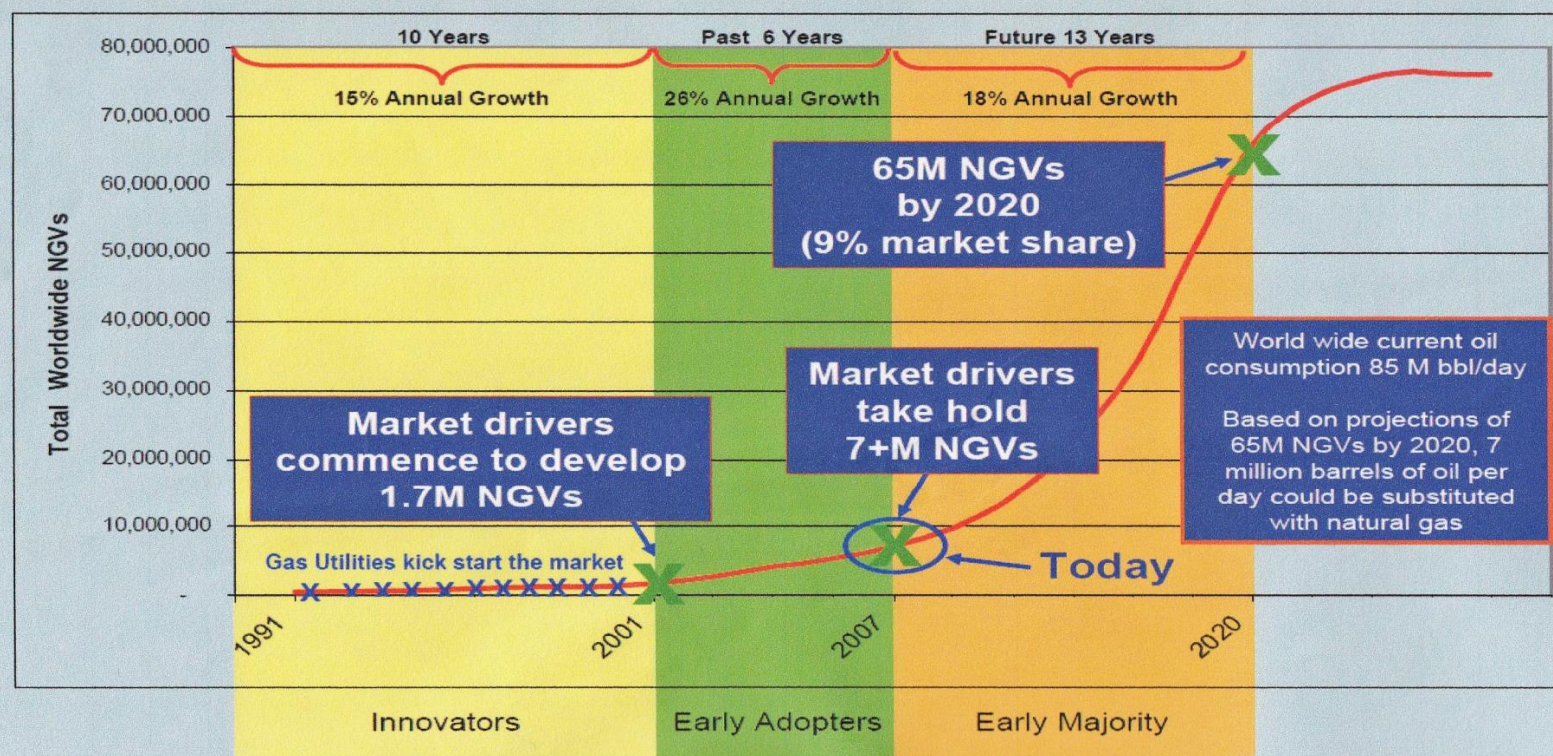 10 Years
Past 6 Years
Future 13 Years
80,000,000
15% Annual Growth
26% Annual Growth
18% Annual Growth
70,000,000
60,000,000
50,000,000
40,000,000
30,000,000
20,000,000
10,000,000
-
Total Worldwide NGVs
65M NGVs
by 2020
(9% market share)
X
Market drivers
take hold
7+M NGVs
World wide current oil
consumption 85 M bbl/day
Based on projections of
65M NGVs by 2020, 7
million barrels of oil per
day could be substituted
with natural gas
Market drivers
commence to develop
1.7M NGVs
Gas Utilities kick start the market
X X X X X X X X X X X
X
X
Today
1991
2001
2007
2020
Innovators
Early Adopters
Early Majority